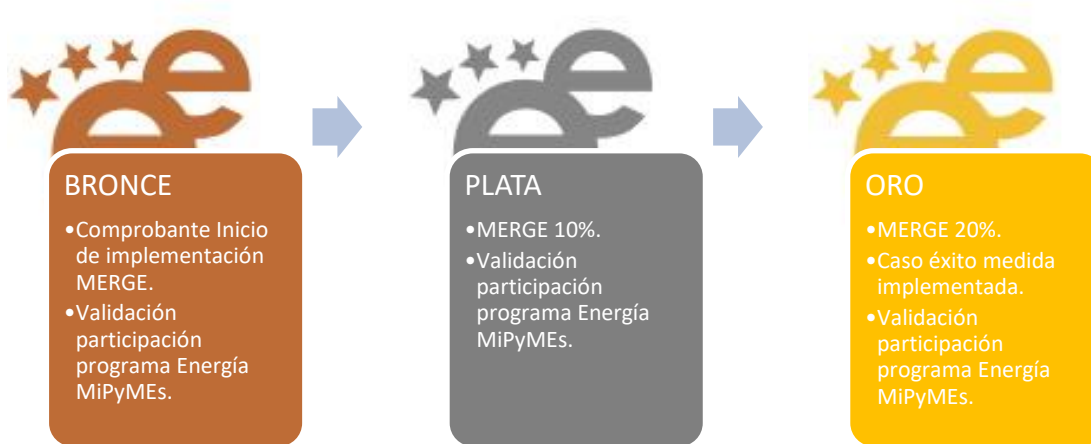 BRONCE
•Comprobante Inicio
de implementación
MERGE.
•Validación
participación
programa Energía
MiPyMEs.
PLATA
•MERGE 10%.
•Validación
participación
programa Energía
MiPyMEs.
ORO
•MERGE 20%.
•Caso éxito medida
implementada.
•Validación
participación
programa Energía
MiPyMEs.